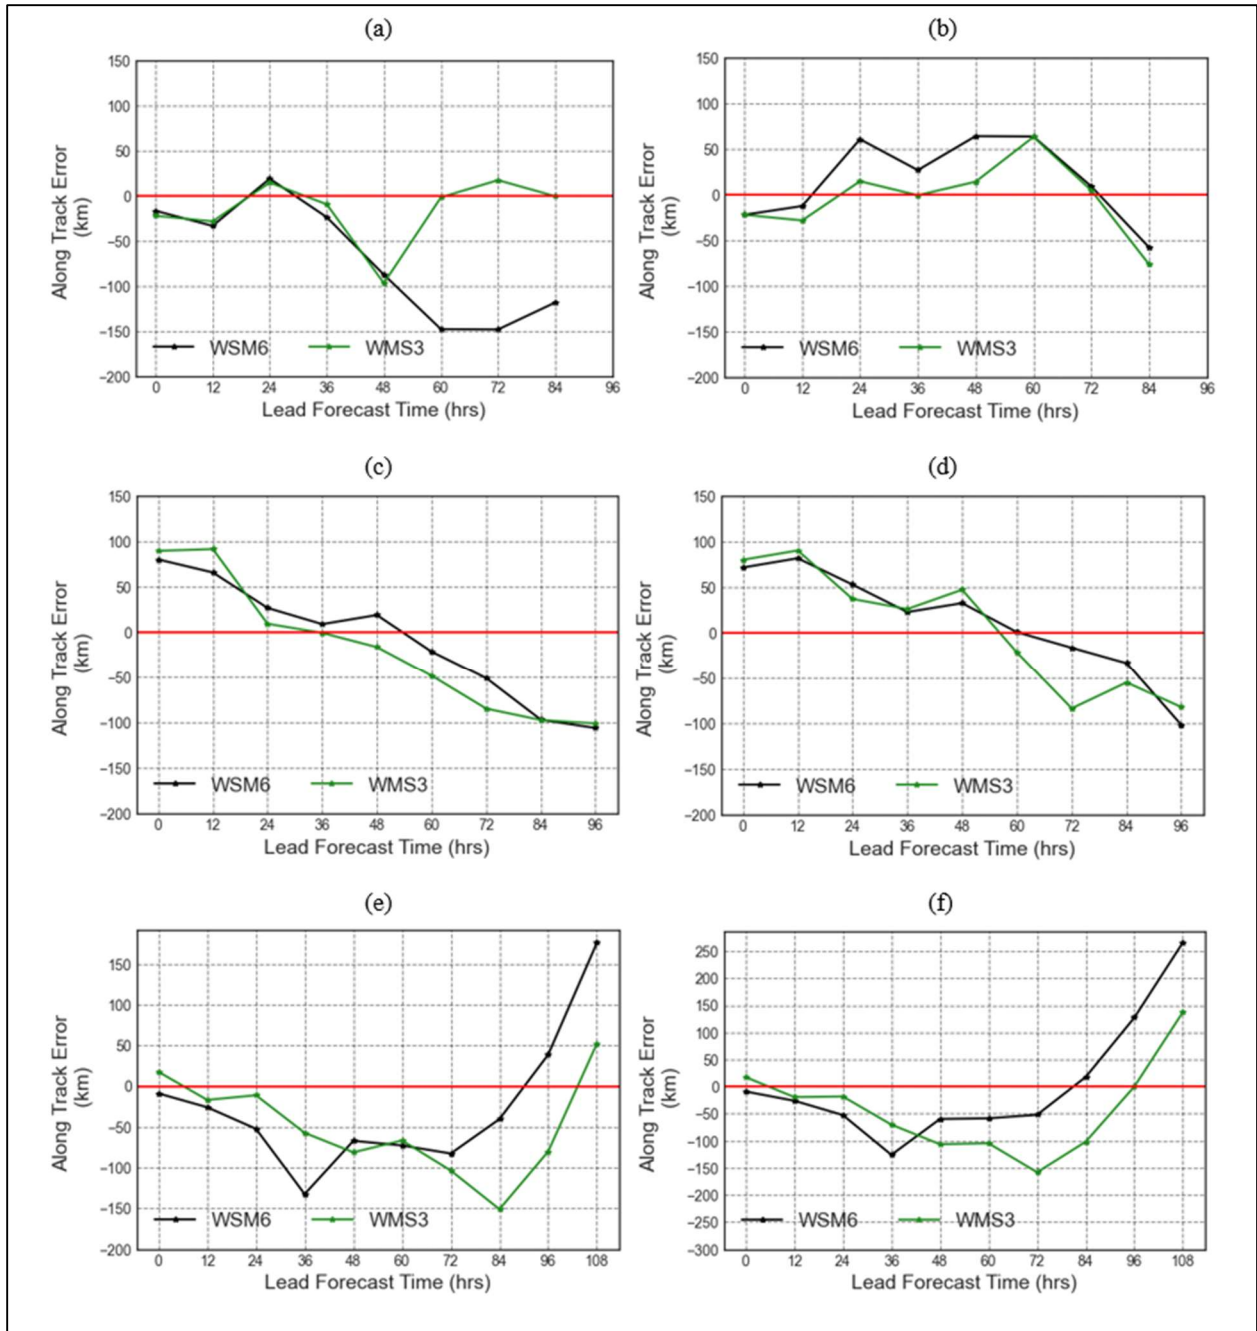 (a)
150
100
50
0
−50
−100
−150
−200
Along Track Error
(km)
WSM6 WMS3
0 12 24 36 48 60 72 84 96
Lead Forecast Time (hrs)
(b)
150
100
50
0
−50
−100
−150
−200
Along Track Error
(km)
WSM6 WMS3
0 12 24 36 48 60 72 84 96
Lead Forecast Time (hrs)
(c)
150
100
50
0
−50
−100
−150
−200
Along Track Error
(km)
WSM6 WMS3
0 12 24 36 48 60 72 84 96
Lead Forecast Time (hrs)
(d)
150
100
50
0
−50
−100
−150
−200
Along Track Error
(km)
WSM6 WMS3
0 12 24 36 48 60 72 84 96
Lead Forecast Time (hrs)
(e)
150
100
50
0
−50
−100
−150
−200
Along Track Error
(km)
WSM6 WMS3
0 12 24 36 48 60 72 84 96 108
Lead Forecast Time (hrs)
(f)
250
200
150
100
50
0
−50
−100
−150
−200
−250
−300
Along Track Error
(km)
WSM6 WMS3
0 12 24 36 48 60 72 84 96 108
Lead Forecast Time (hrs)